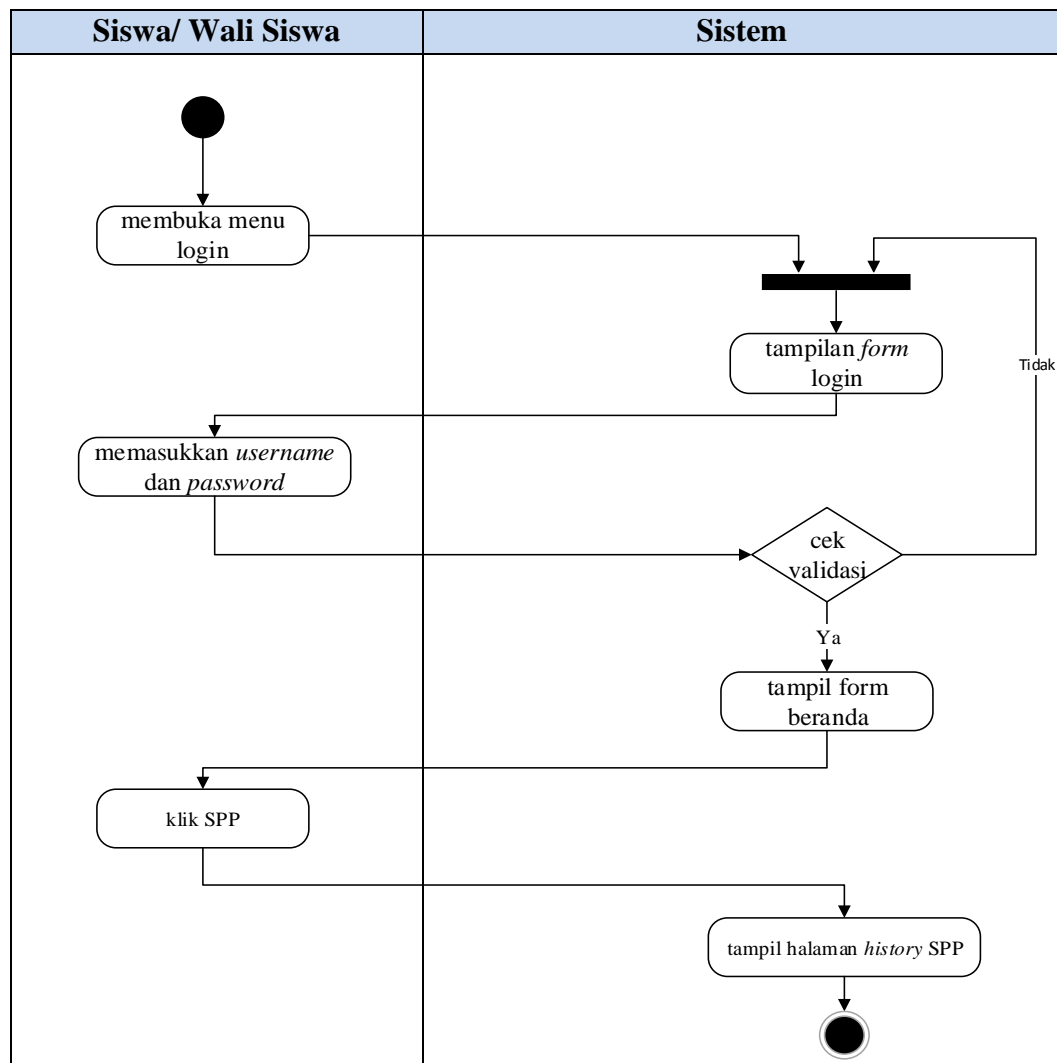 Siswa/ Wali Siswa
Sistem
membuka menu
login
tampilan form
login
Tidak
memasukkan username
dan password
cek
validasi
Ya
tampil form
beranda
klik SPP
tampil halaman history SPP